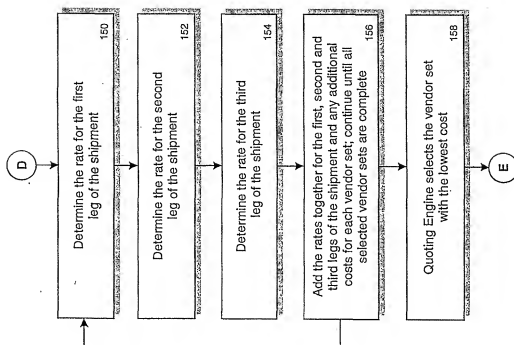 D
Determine the rate for the first
leg of the shipment
150
Determine the rate for the second
leg of the shipment
152
Determine the rate for the third
leg of the shipment
154
Add the rates together for the first, second and
third legs of the shipment and any additional
costs for each vendor set; continue until all
selected vendor sets are complete
156
Quoting Engine selects the vendor set
with the lowest cost
158
E